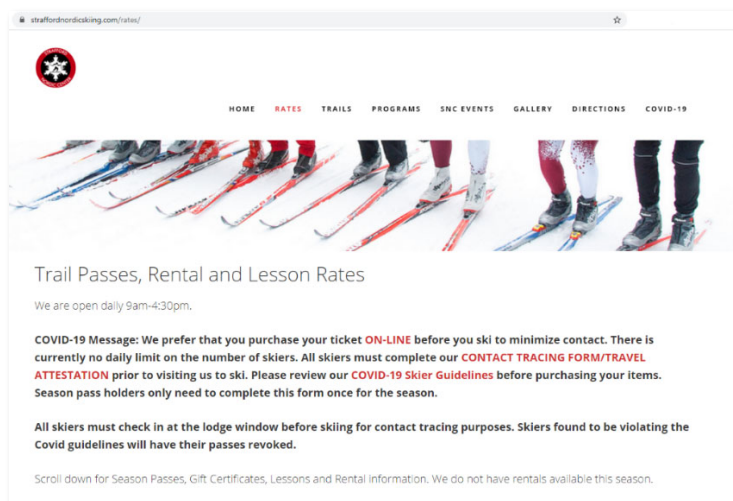 straffordnordicskiing.com/rates/
HOME RATES TRAILS PROGRAMS SNC EVENTS GALLERY DIRECTIONS COVID-19
Trail Passes, Rental and Lesson Rates
We are open daily 9am-4:30pm.
COVID-19 Message: We prefer that you purchase your ticket ON-LINE before you ski to minimize contact. There is
currently no daily limit on the number of skiers. All skiers must complete our CONTACT TRACING FORM/TRAVEL
ATTESTATION prior to visiting us to ski. Please review our COVID-19 Skier Guidelines before purchasing your items.
Season pass holders only need to complete this form once for the season.
All skiers must check in at the lodge window before skiing for contact tracing purposes. Skiers found to be violating the
Covid guidelines will have their passes revoked.
Scroll down for Season Passes, Gift Certificates, Lessons and Rental information. We do not have rentals available this season.